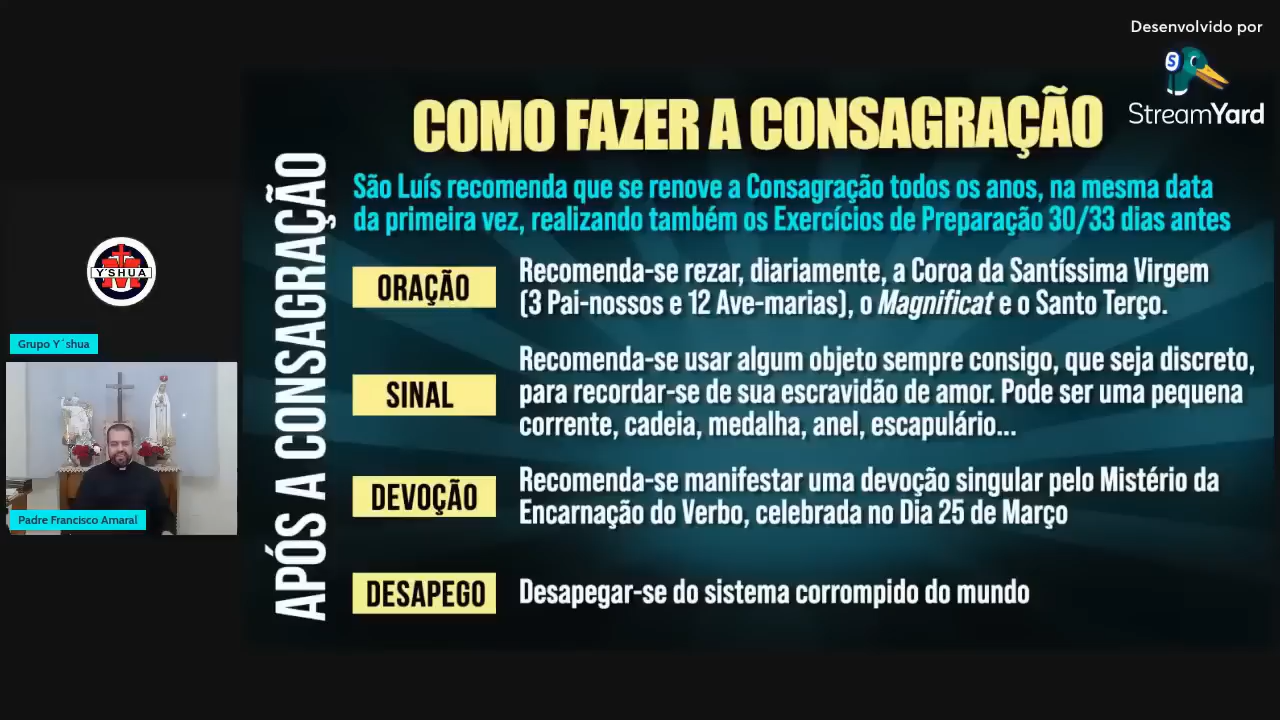 Desenvolvido por
StreamYard
COMO FAZER A CONSAGRAÇÃO
APÓS A CONSAGRAÇÃO
São Luís recomenda que se renove a Consagração todos os anos, na mesma data
da primeira vez, realizando também os Exercícios de Preparação 30/33 dias antes
ORAÇÃO
Recomenda-se rezar, diariamente, a Coroa da Santíssima Virgem
(3 Pai-nossos e 12 Ave-marias), o Magnificat e o Santo Terço.
SINAL
Recomenda-se usar algum objeto sempre consigo, que seja discreto,
para recordar-se de sua escravidão de amor. Pode ser uma pequena
corrente, cadeia, medalha, anel, escapulário...
DEVOÇÃO
Recomenda-se manifestar uma devoção singular pelo Mistério da
Encarnação do Verbo, celebrada no Dia 25 de Março
DESAPEGO
Desapegar-se do sistema corrompido do mundo
Y'SHUA
Grupo Y´shua
Padre Francisco Amaral